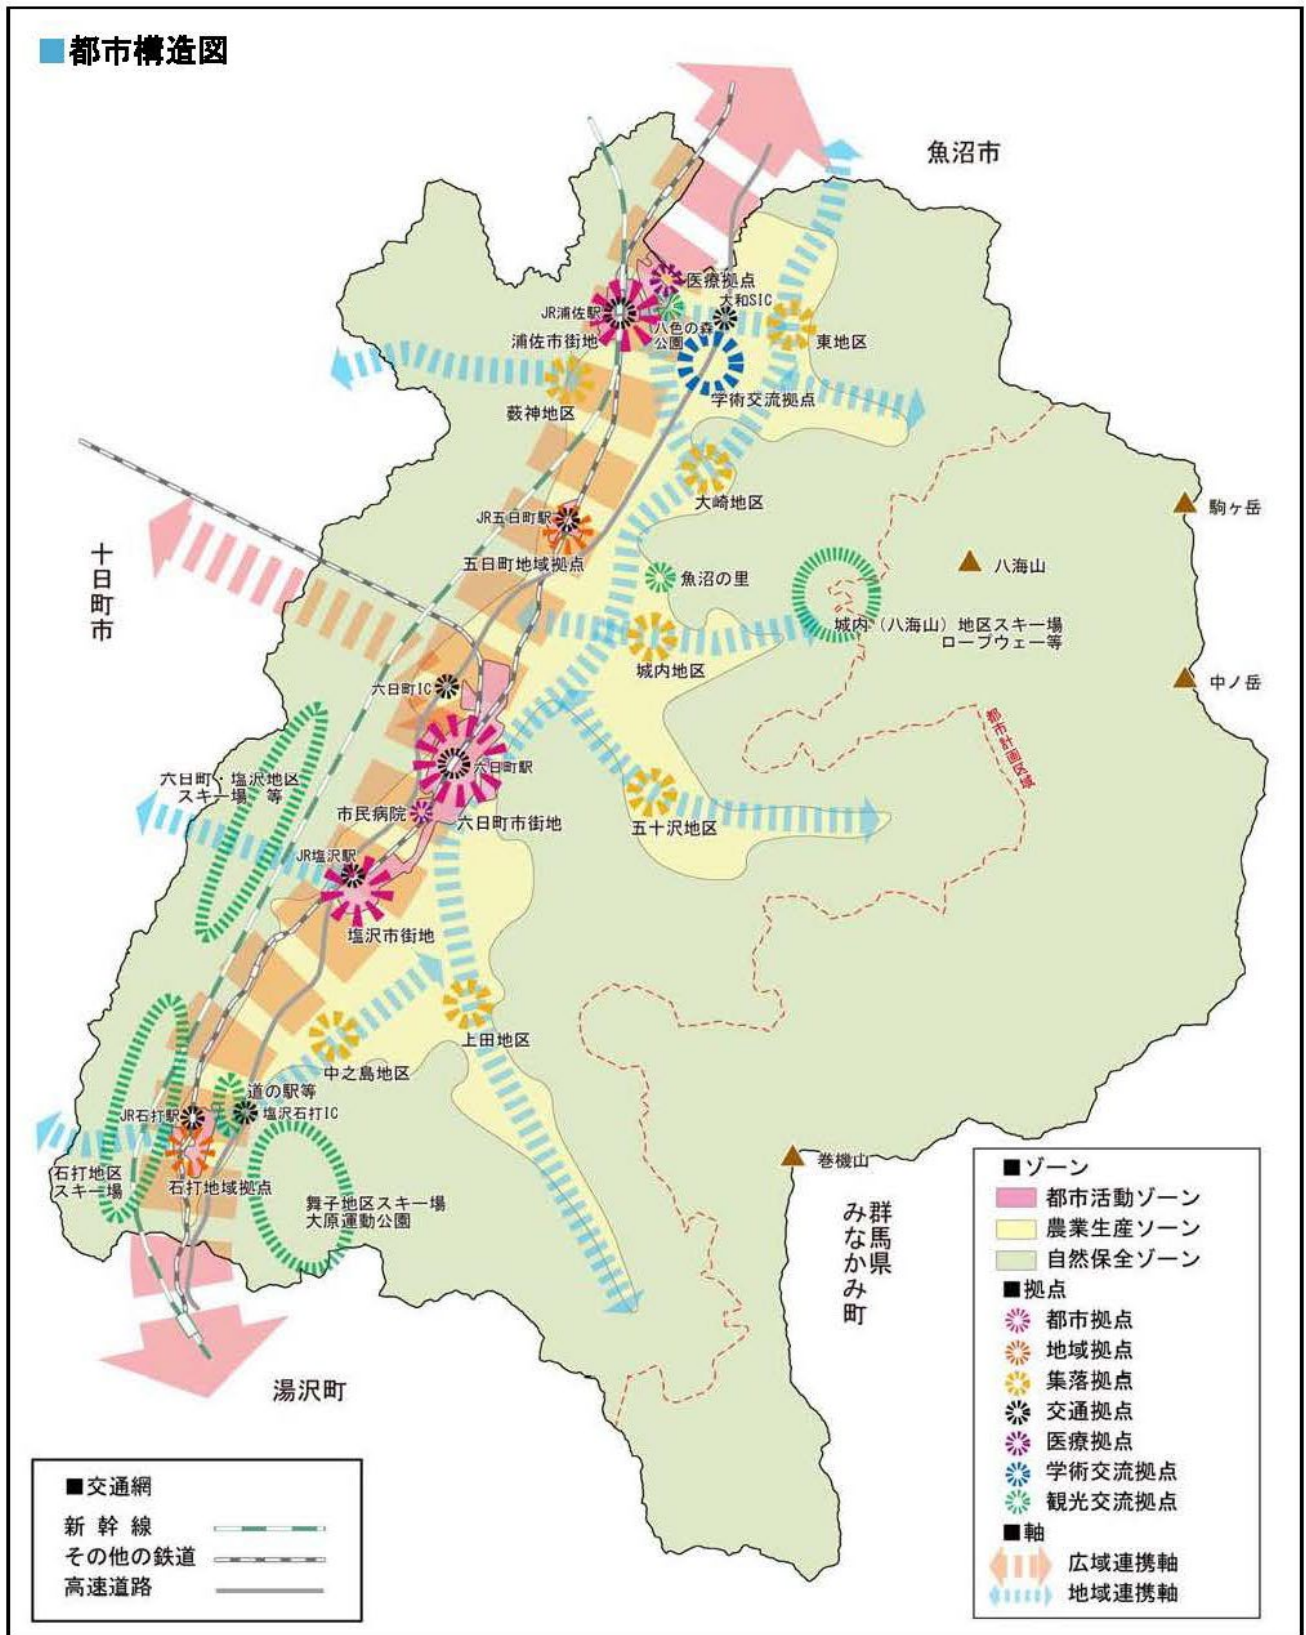 ■都市構造図
魚沼市
医療拠点
大和SIC
JR浦佐駅
八色の森
公園
浦佐市街地
東地区
学術交流拠点
薮神地区
大崎地区
駒ヶ岳
JR五日町駅
五日町地域拠点
八海山
魚沼の里
十日町市
城内(八海山)地区スキー場
ロープウェー等
城内地区
中ノ岳
六日町IC
都市計画区域
六日町駅
六日町・塩沢地区
スキー場 等
市民病院
六日町市街地
五十沢地区
JR塩沢駅
塩沢市街地
上田地区
中之島地区
道の駅等
JR石打駅
塩沢石打IC
巻機山
石打地区
スキー場
石打地域拠点
舞子地区スキー場
大原運動公園
群馬県
みなかみ町
湯沢町
■ゾーン
都市活動ゾーン
農業生産ゾーン
自然保全ゾーン
■拠点
都市拠点
地域拠点
集落拠点
交通拠点
医療拠点
学術交流拠点
観光交流拠点
■軸
広域連携軸
地域連携軸
■交通網
新幹線
その他の鉄道
高速道路